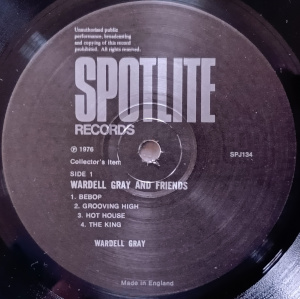 Unauthorised public
performance, broadcasting
and copying of this record
prohibited. All rights reserved.
SPOTLITE
RECORDS
℗ 1976
Collector's Item
SPJ134
SIDE 1
WARDELL GRAY AND FRIENDS
1. BEBOP
2. GROOVING HIGH
3. HOT HOUSE
4. THE KING
WARDELL GRAY
Made in England